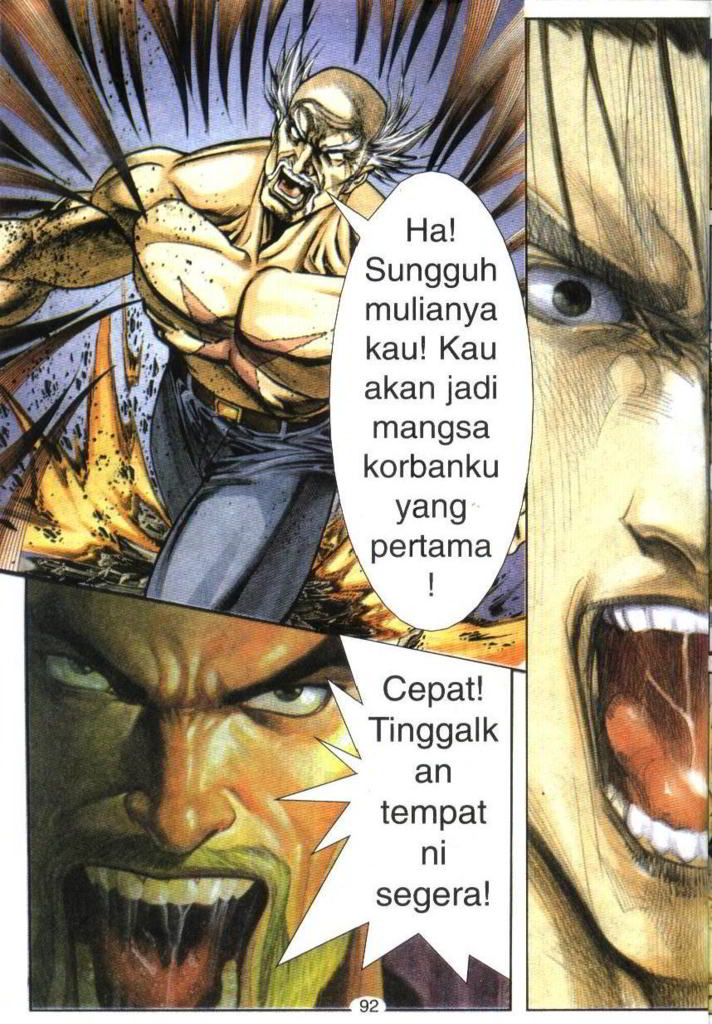 Ha!
Sungguh
mulianya
kau! Kau
akan jadi
mangsa
korbanku
yang
pertama
!
Cepat!
Tinggalk
an
tempat
ni
segera!
92